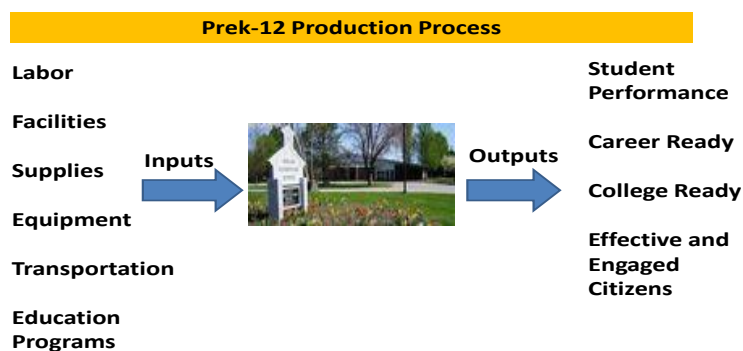 Prek-12 Production Process
Labor
Facilities
Supplies
Equipment
Transportation
Education
Programs
Inputs
Outputs
Student
Performance
Career Ready
College Ready
Effective and
Engaged
Citizens